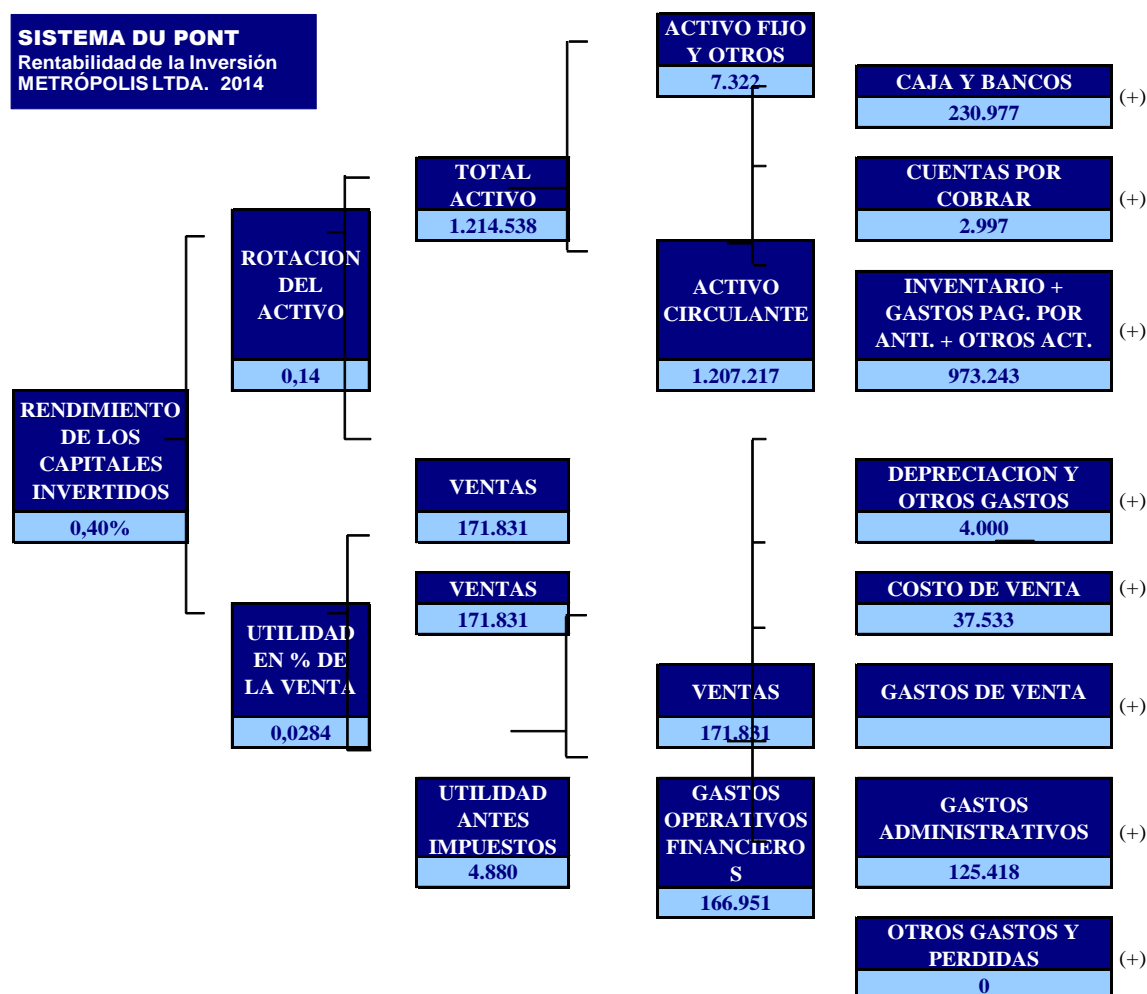 SISTEMA DU PONT
Rentabilidad de la Inversión
METRÓPOLIS LTDA. 2014
ACTIVO FIJO
Y OTROS
7.322
CAJA Y BANCOS
230.977
(+)
TOTAL
ACTIVO
1.214.538
CUENTAS POR
COBRAR
2.997
(+)
ROTACION
DEL
ACTIVO
0,14
ACTIVO
CIRCULANTE
1.207.217
INVENTARIO +
GASTOS PAG. POR
ANTI. + OTROS ACT.
973.243
(+)
RENDIMIENTO
DE LOS
CAPITALES
INVERTIDOS
0,40%
VENTAS
171.831
DEPRECIACION Y
OTROS GASTOS
4.000
(+)
VENTAS
171.831
COSTO DE VENTA
37.533
(+)
UTILIDAD
EN % DE
LA VENTA
0,0284
VENTAS
171.831
GASTOS DE VENTA
(+)
UTILIDAD
ANTES
IMPUESTOS
4.880
GASTOS
OPERATIVOS
FINANCIERO
S
166.951
GASTOS
ADMINISTRATIVOS
125.418
(+)
OTROS GASTOS Y
PERDIDAS
0
(+)